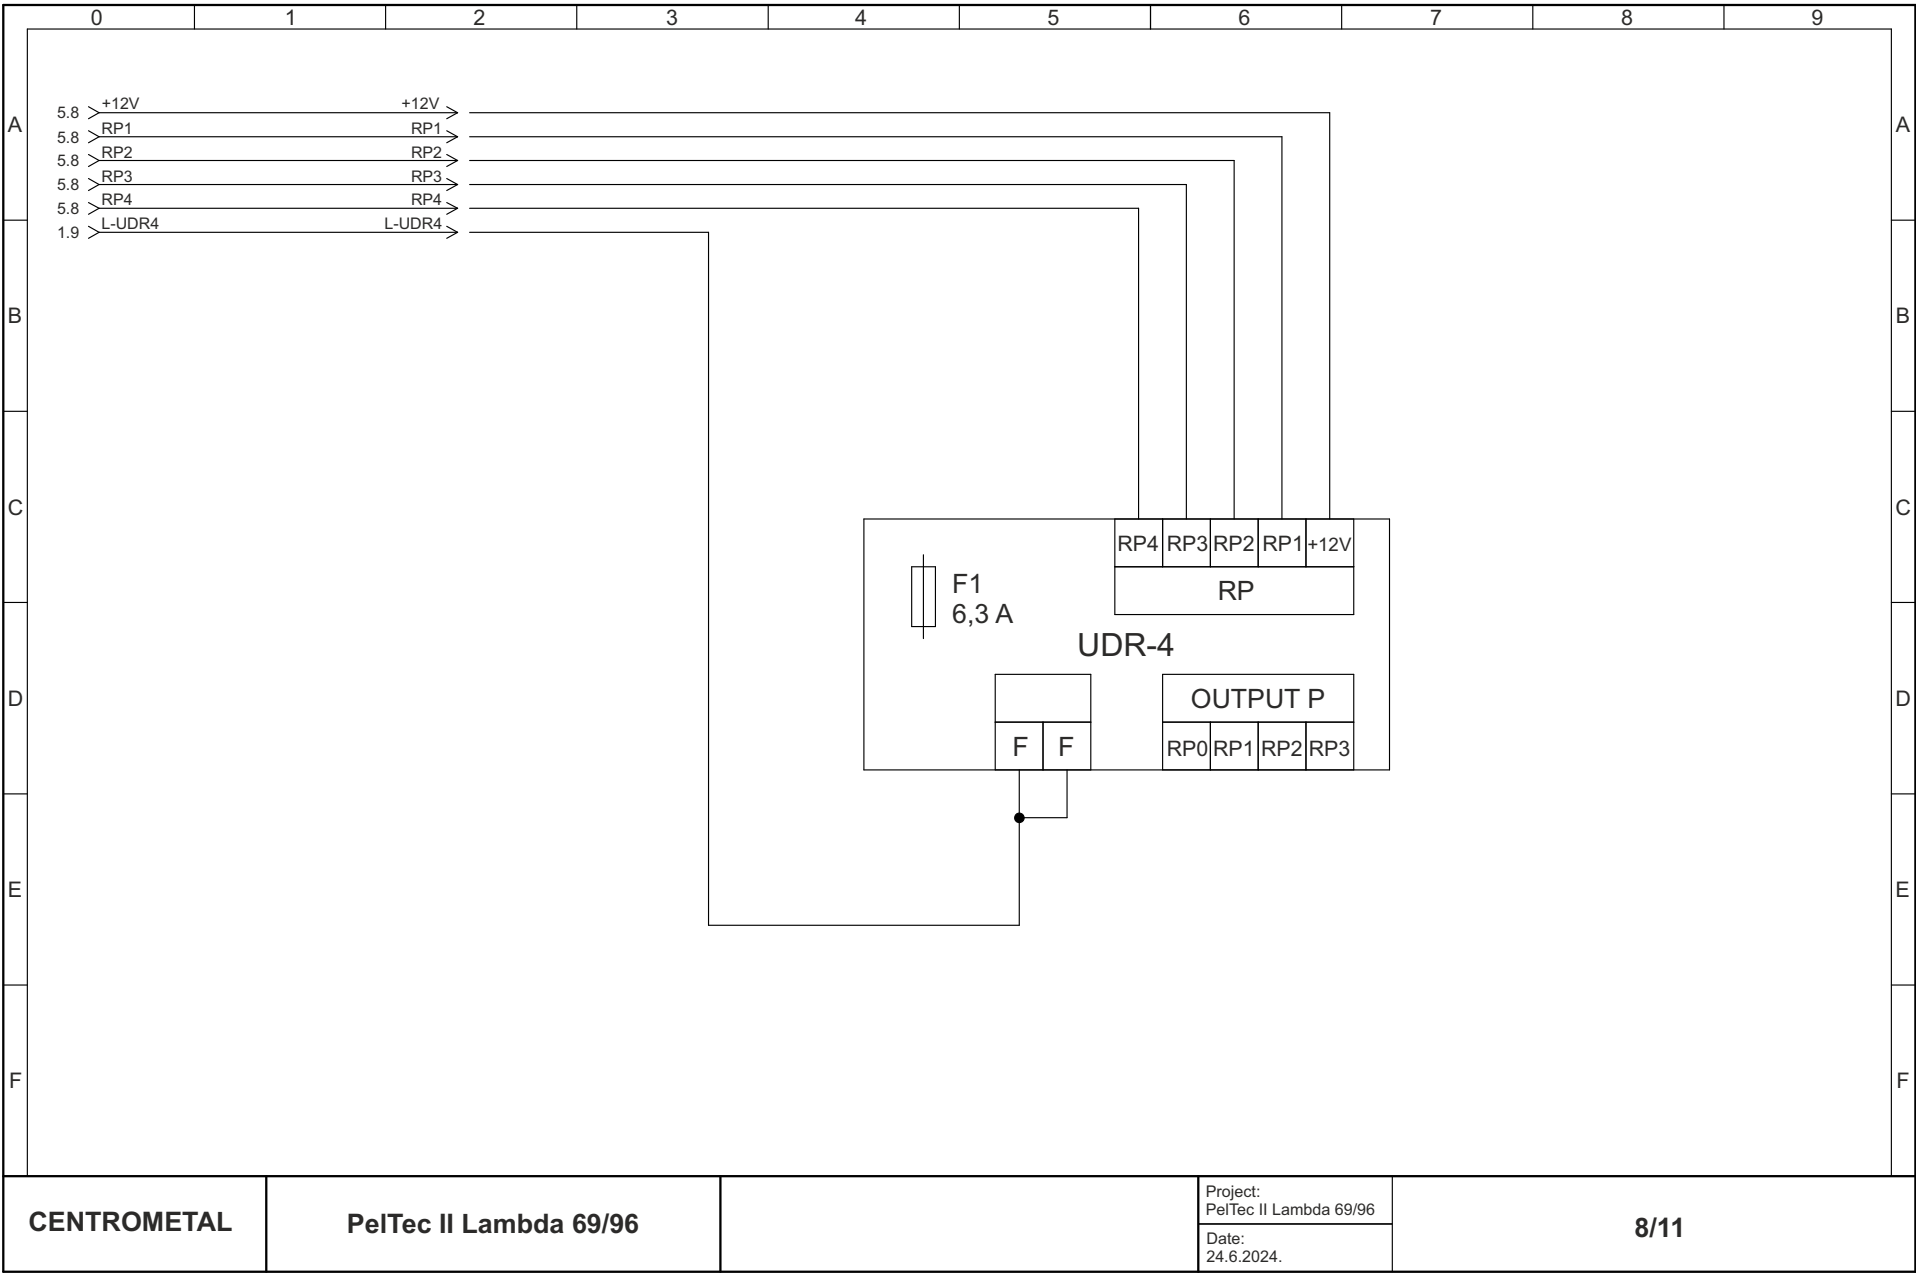 0 1 2 3 4 5 6 7 8 9
A A
5.8 +12V +12V
5.8 RP1 RP1
5.8 RP2 RP2
5.8 RP3 RP3
5.8 RP4 RP4
1.9 L-UDR4 L-UDR4
B B
C C
RP4 RP3 RP2 RP1 +12V
RP
F1
6,3 A
UDR-4
D D
OUTPUT P
F F RP0 RP1 RP2 RP3
E E
F F
CENTROMETAL
PelTec II Lambda 69/96
Project:
PelTec II Lambda 69/96
Date:
24.6.2024.
8/11